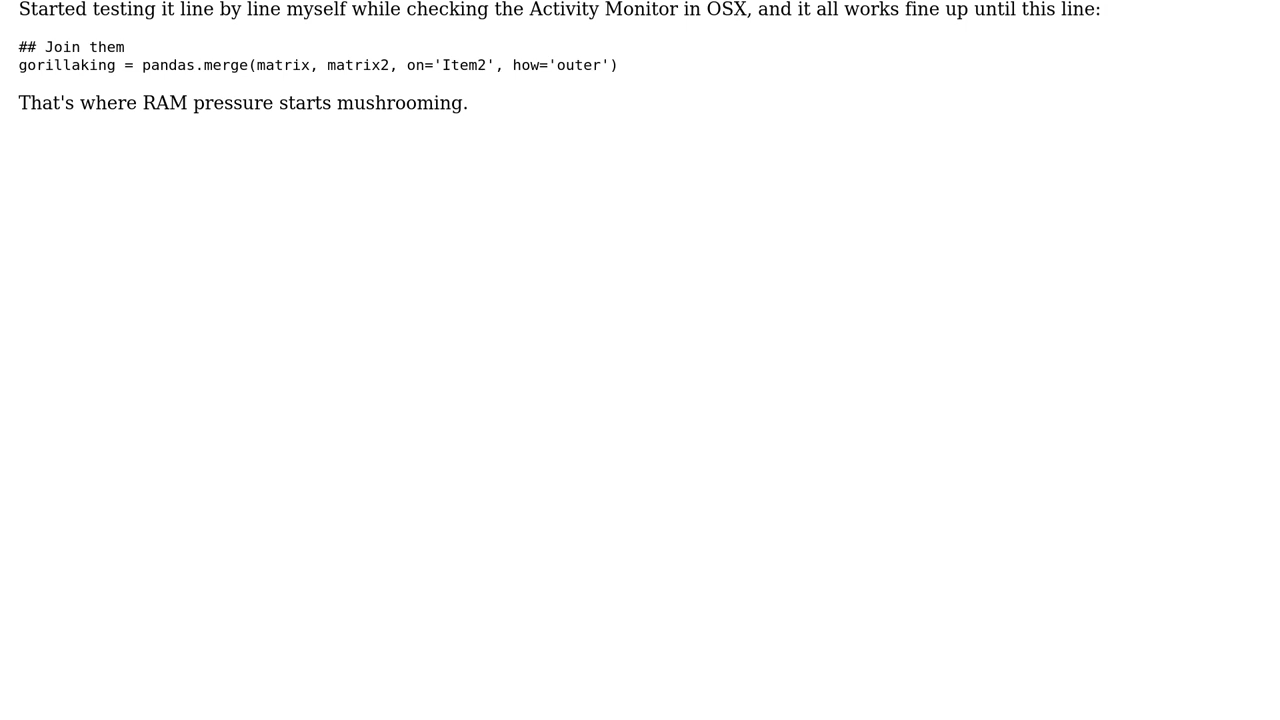 Started testing it line by line myself while checking the Activity Monitor in OSX, and it all works fine up until this line:
## Join them
gorillaking = pandas.merge(matrix, matrix2, on='Item2', how='outer')
That's where RAM pressure starts mushrooming.